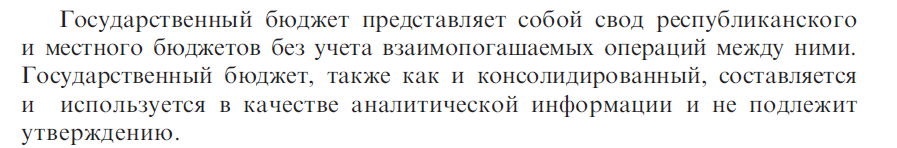 Государственный бюджет представляет собой свод республиканского
и местного бюджетов без учета взаимопогашаемых операций между ними.
Государственный бюджет, также как и консолидированный, составляется
и используется в качестве аналитической информации и не подлежит
утверждению.